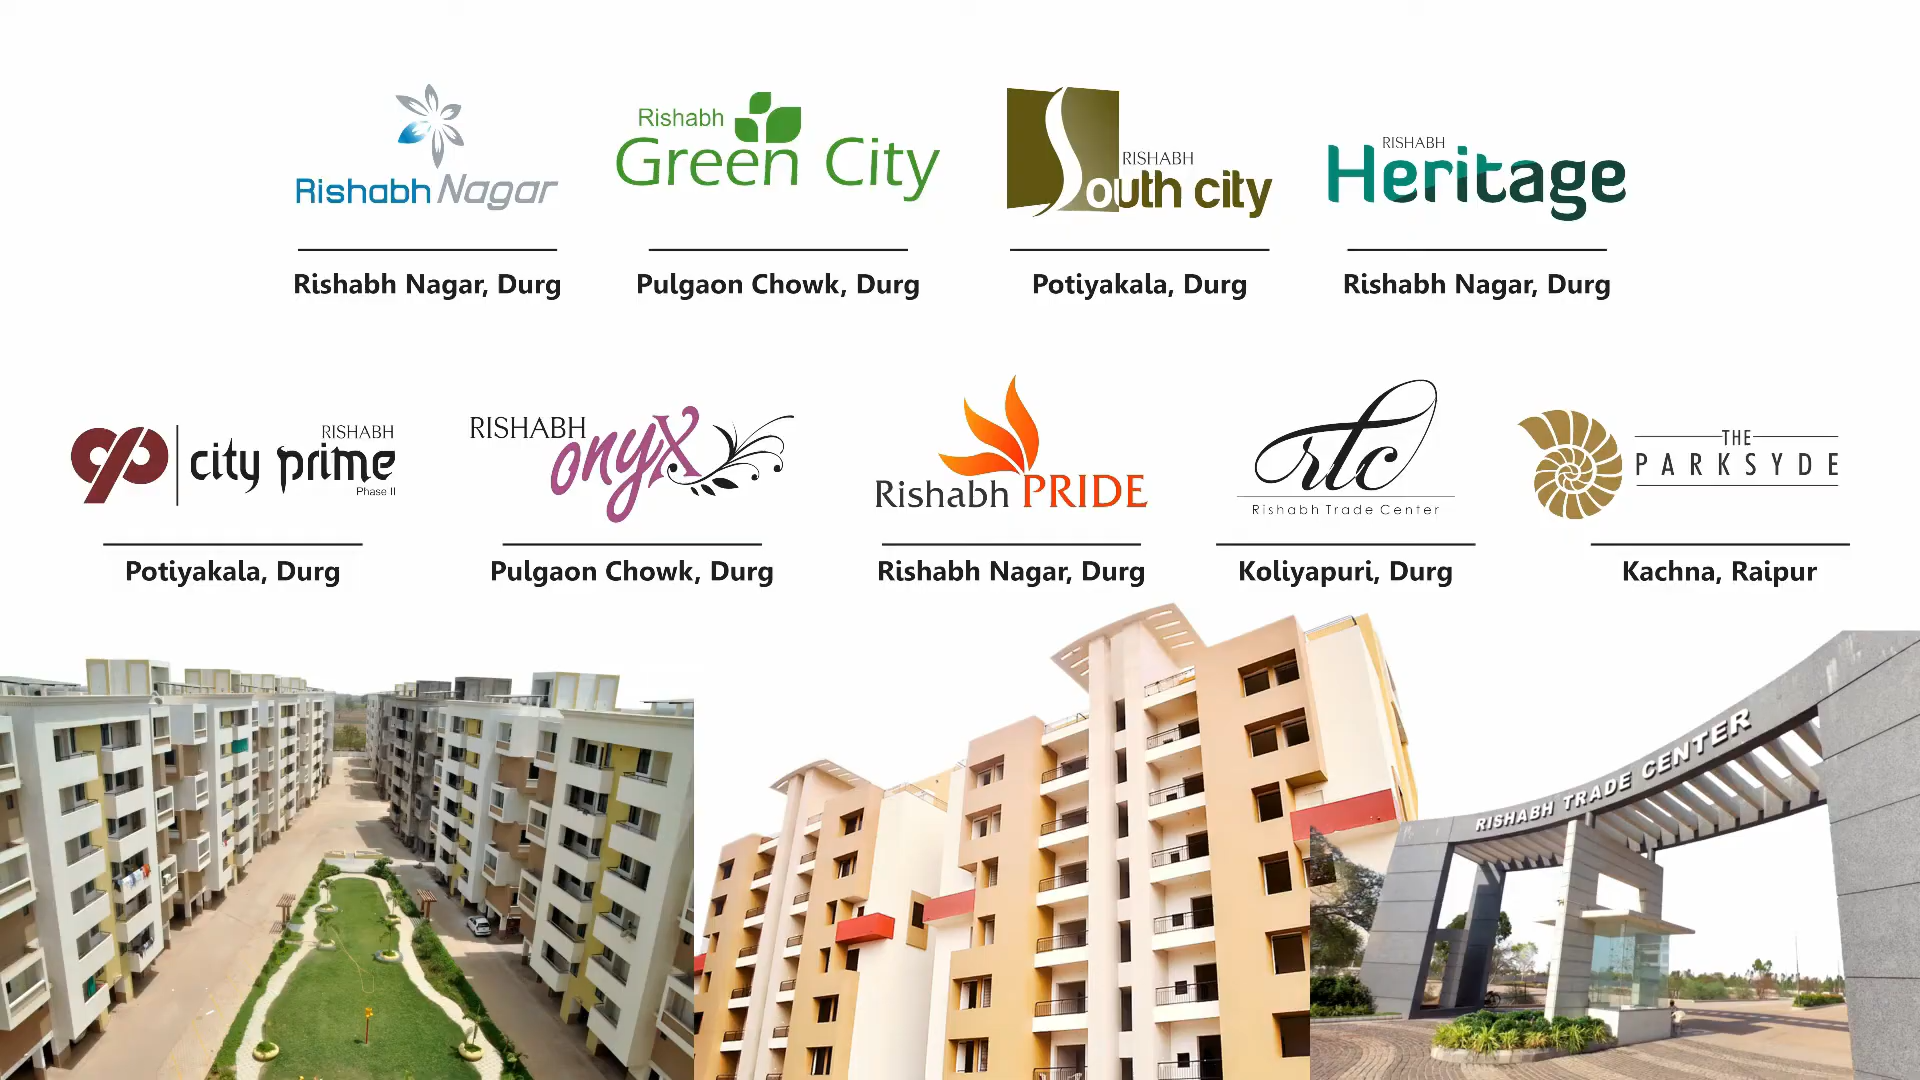 Rishabh Nagar
Rishabh Nagar, Durg
Rishabh
Green City
Pulgaon Chowk, Durg
RISHABH
South city
Potiyakala, Durg
RISHABH
Heritage
Rishabh Nagar, Durg
cp
RISHABH
city prime
Phase II
Potiyakala, Durg
RISHABH
onyx
Pulgaon Chowk, Durg
Rishabh PRIDE
Rishabh Nagar, Durg
rtc
Rishabh Trade Center
Koliyapuri, Durg
THE
PARKSYDE
Kachna, Raipur
RISHABH TRADE CENTER